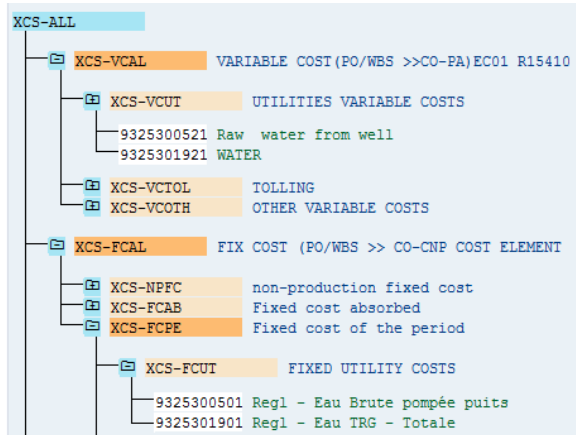 XCS-ALL
XCS-VCAL VARIABLE COST(PO/WBS >>CO-PA)EC01 R15410
XCS-VCUT UTILITIES VARIABLE COSTS
9325300521 Raw water from well
9325301921 WATER
XCS-VCTOL TOLLING
XCS-VCOTH OTHER VARIABLE COSTS
XCS-FCAL FIX COST (PO/WBS >> CO-CNP COST ELEMENT
XCS-NPFC non-production fixed cost
XCS-FCAB Fixed cost absorbed
XCS-FCPE Fixed cost of the period
XCS-FCUT FIXED UTILITY COSTS
9325300501 Regl - Eau Brute pompée puits
9325301901 Regl - Eau TRG - Totale